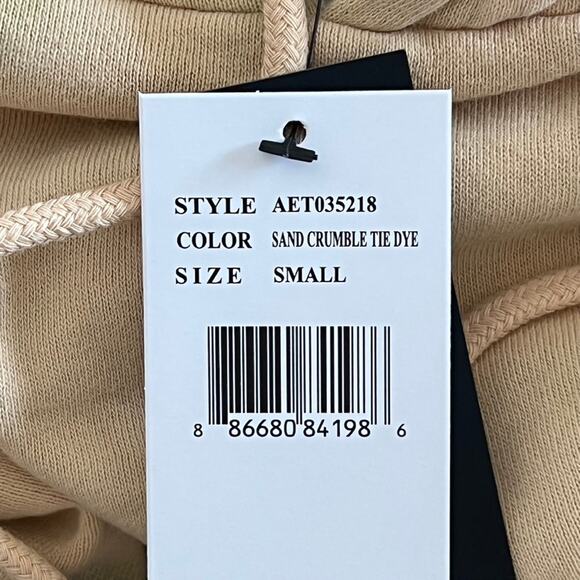 STYLE AET035218
COLOR SAND CRUMBLE TIE DYE
SIZE SMALL
8 86680 84198 6